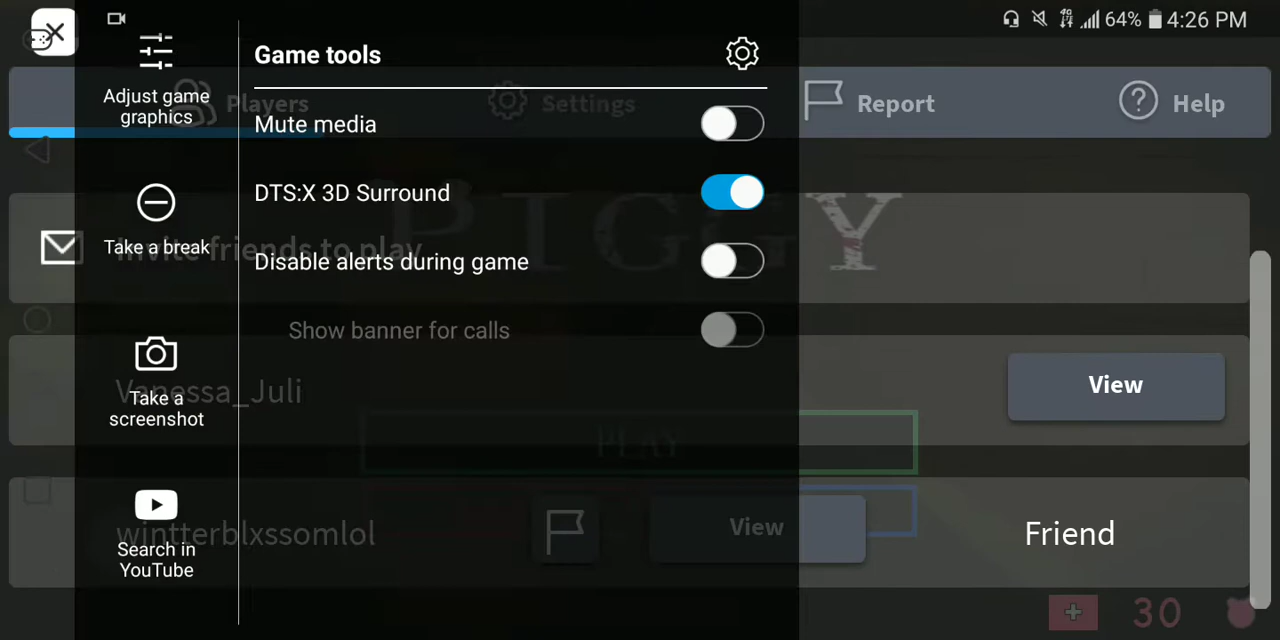 64% 4:26 PM
Game tools
Adjust game
graphics
Players
Settings
Report
Help
Mute media
DTS:X 3D Surround
PIGGY
Take a break
Invite friends to play
Disable alerts during game
Show banner for calls
Vanessa_Juli
View
Take a
screenshot
PLAY
Search in
YouTube
wintterblxssomlol
View
Friend
30